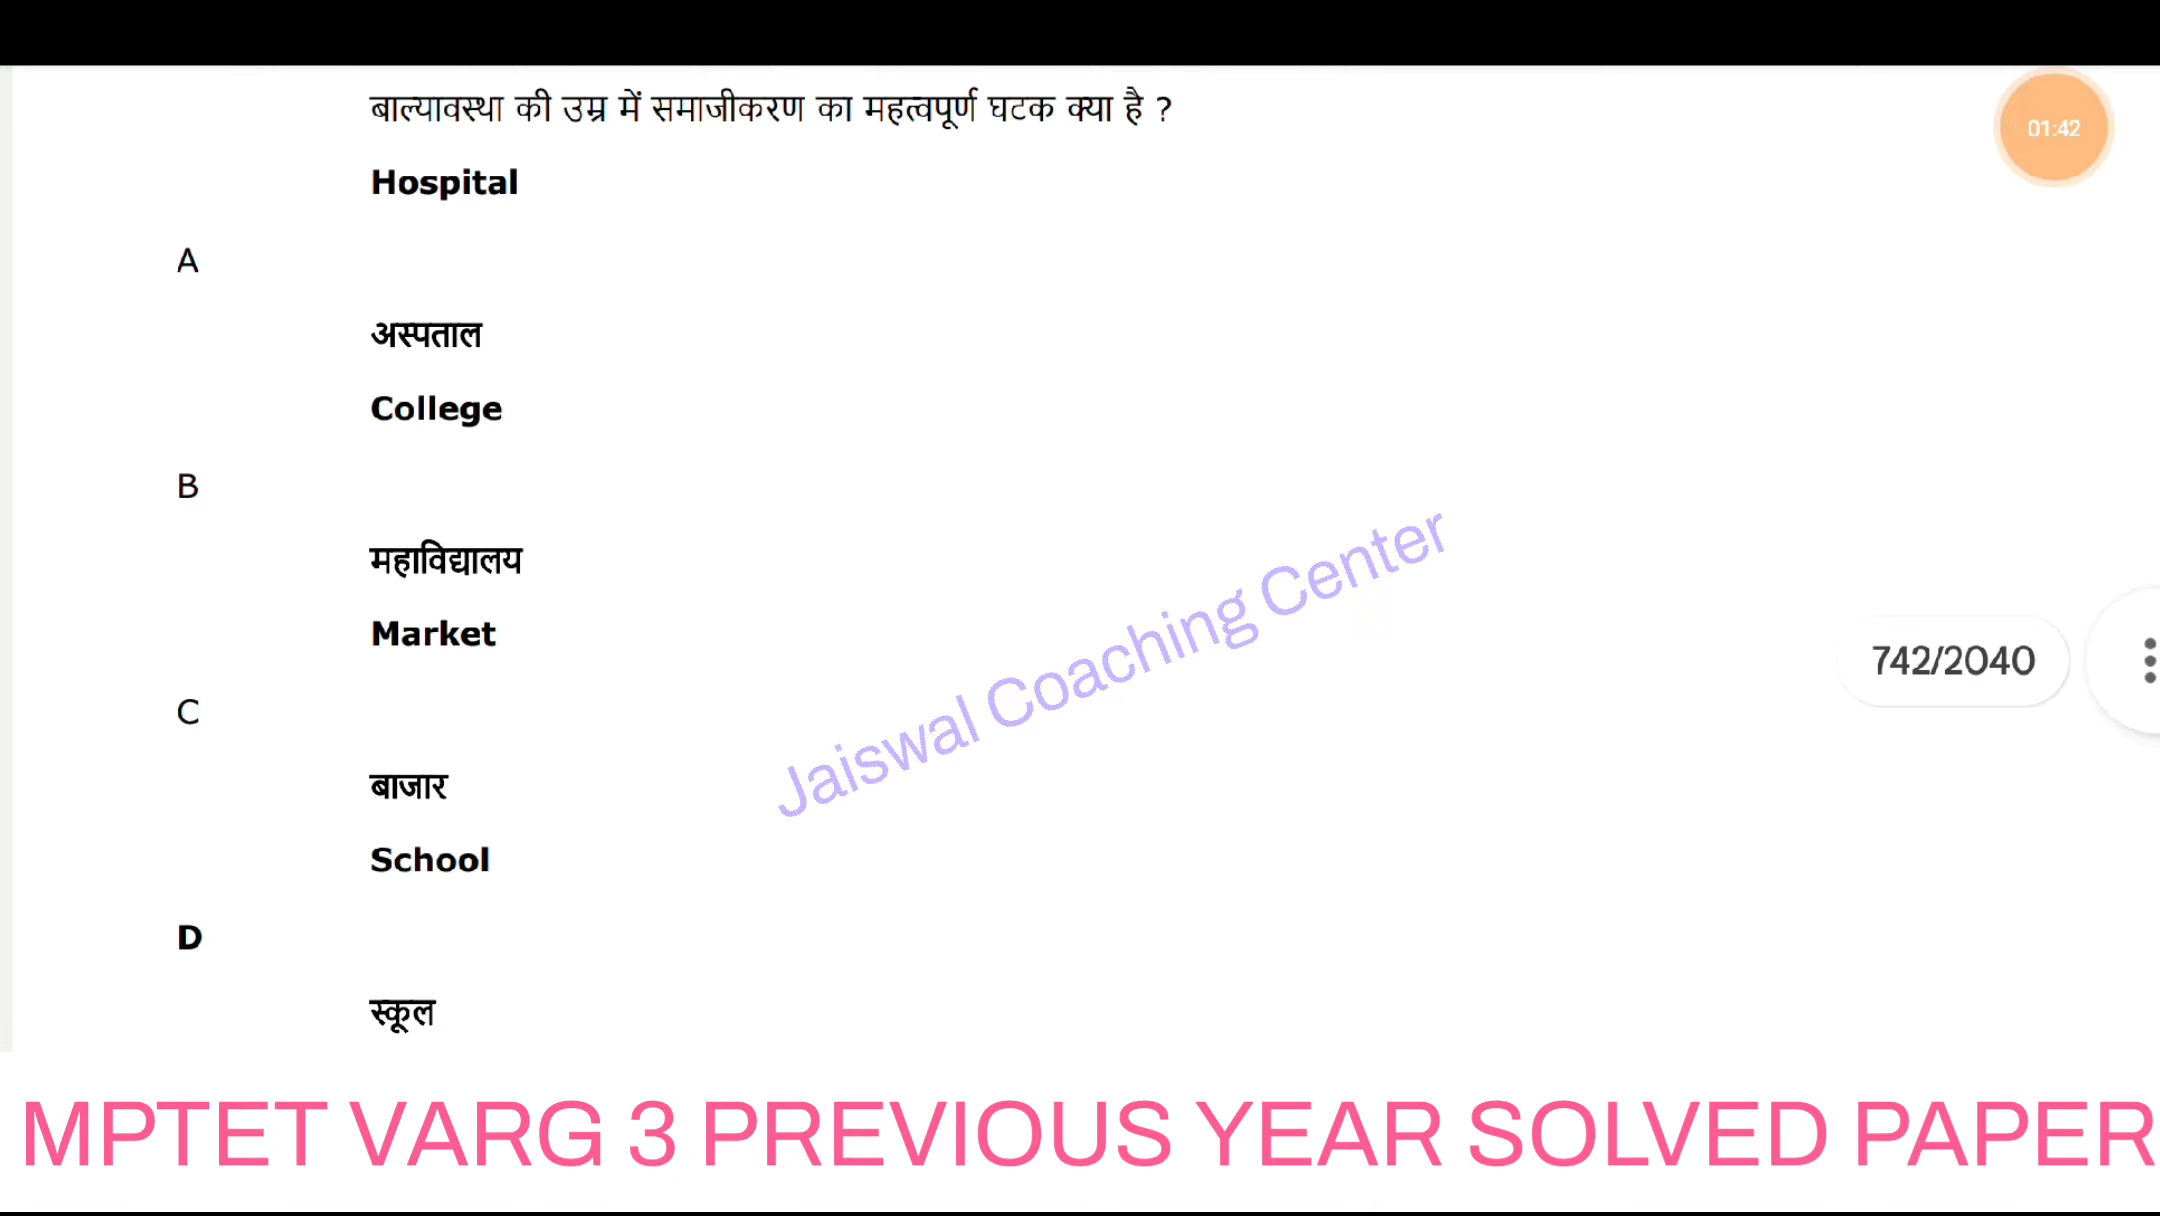 बाल्यावस्था की उम्र में समाजीकरण का महत्वपूर्ण घटक क्या है ?
01:42
Hospital
A
अस्पताल
College
B
महाविद्यालय
Market
742/2040
C
बाजार
School
D
स्कूल
Jaiswal Coaching Center
MPTET VARG 3 PREVIOUS YEAR SOLVED PAPER